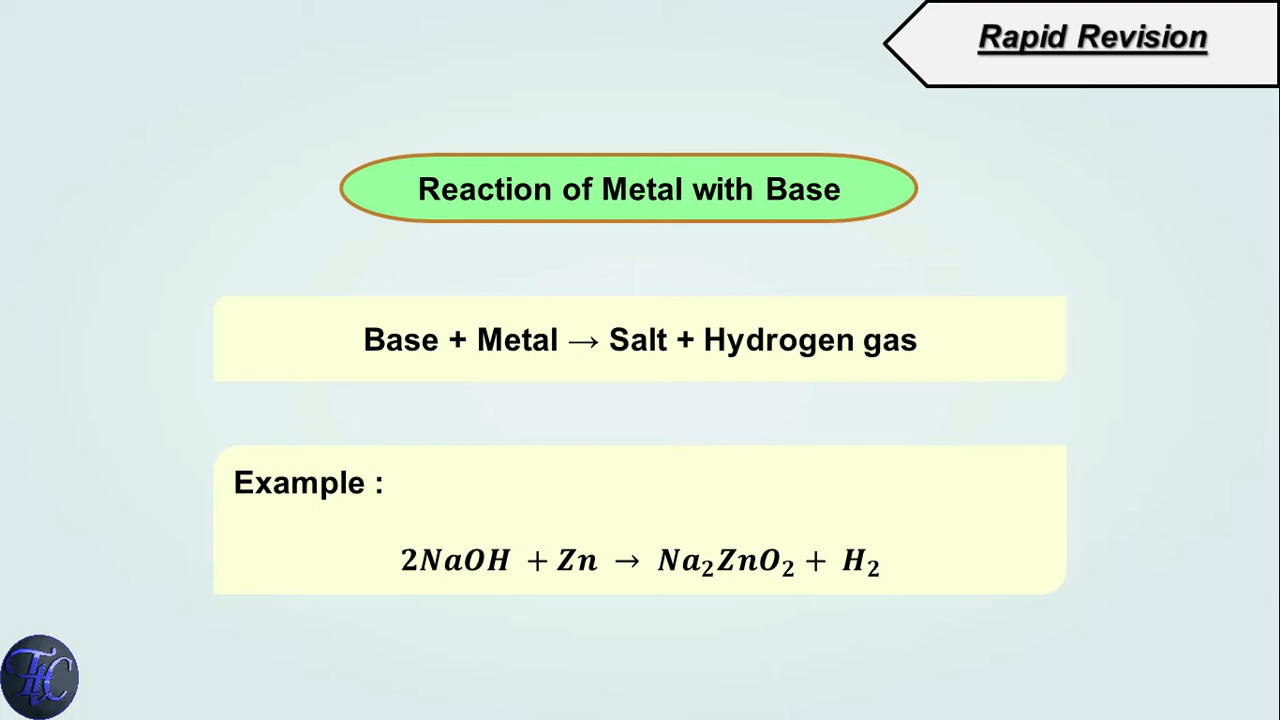 Rapid Revision
Reaction of Metal with Base
Base + Metal → Salt + Hydrogen gas
Example :
2NaOH + Zn → Na₂ZnO₂ + H₂